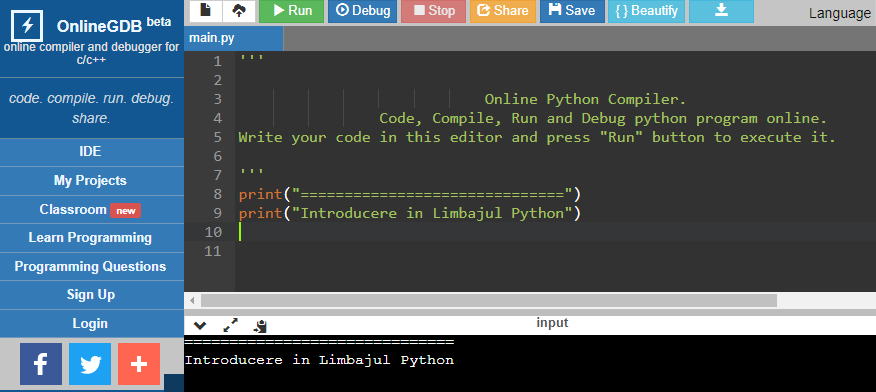 OnlineGDB beta
online compiler and debugger for
c/c++
code. compile. run. debug.
share.
IDE
My Projects
Classroom new
Learn Programming
Programming Questions
Sign Up
Login
Run Debug Stop Share Save { } Beautify Language
main.py
1 '''
2
3 Online Python Compiler.
4 Code, Compile, Run and Debug python program online.
5 Write your code in this editor and press "Run" button to execute it.
6
7 '''
8 print("==============================")
9 print("Introducere in Limbajul Python")
10
11
input
==============================
Introducere in Limbajul Python